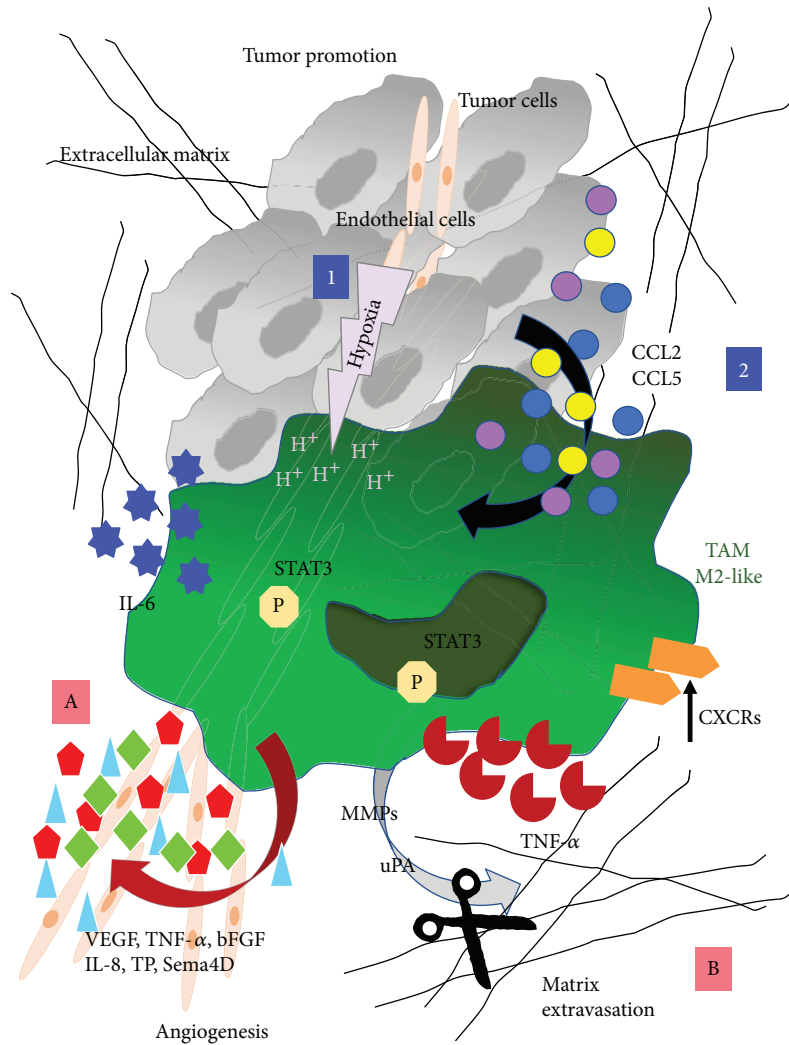 Tumor promotion
Tumor cells
Extracellular matrix
Endothelial cells
1
Hypoxia
CCL2
CCL5
2
H+
H+
H+
H+
H+
TAM
M2-like
STAT3
P
IL-6
STAT3
P
A
CXCRs
MMPs
TNF-α
uPA
VEGF, TNF-α, bFGF
IL-8, TP, Sema4D
B
Matrix
extravasation
Angiogenesis